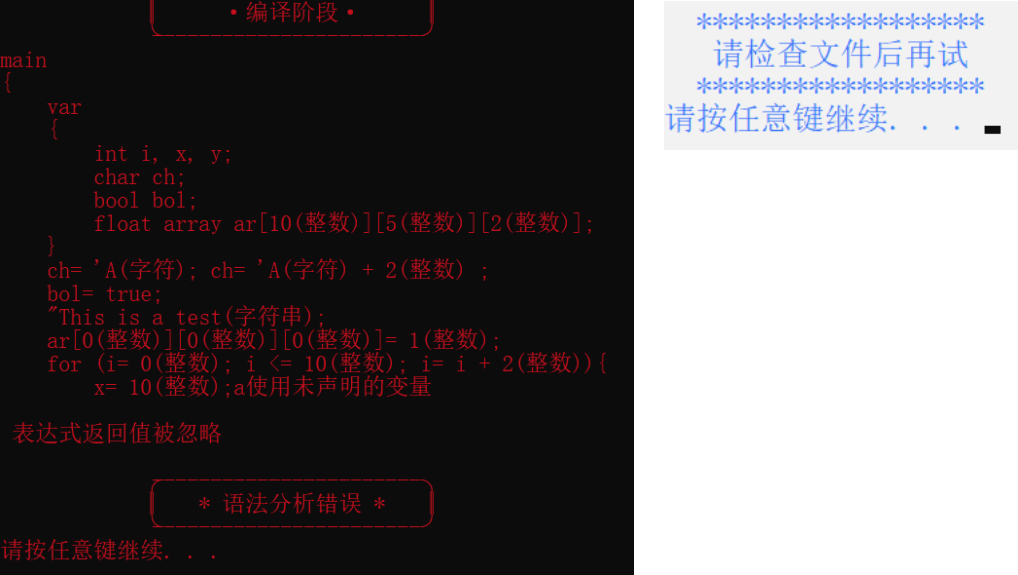 •编译阶段•
main
{
    var
    {
        int i, x, y;
        char ch;
        bool bol;
        float array ar[10(整数)][5(整数)][2(整数)];
    }
    ch= 'A(字符); ch= 'A(字符) + 2(整数) ;
    bol= true;
    "This is a test(字符串);
    ar[0(整数)][0(整数)][0(整数)]= 1(整数);
    for (i= 0(整数); i <= 10(整数); i= i + 2(整数)){
        x= 10(整数);a使用未声明的变量
表达式返回值被忽略
* 语法分析错误 *
请按任意键继续. . .
******************
请检查文件后再试
******************
请按任意键继续. . .